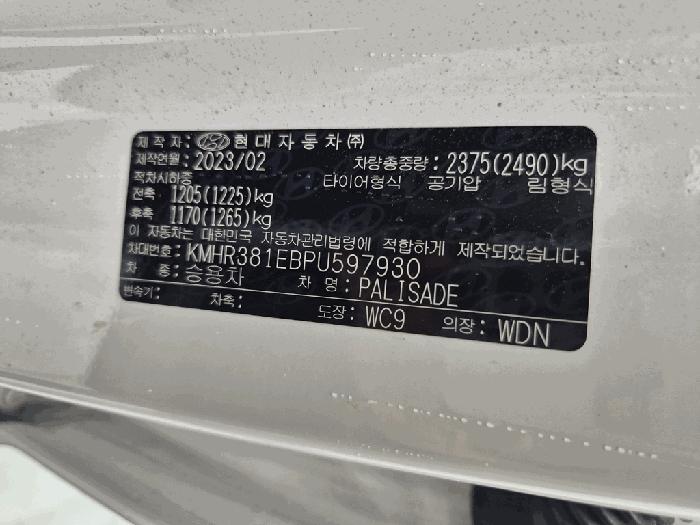 제 작 자 : 현대자동차㈜
제작연월 : 2023/02 차량총중량 : 2375(2490)kg
적차시하중 타이어형식 공기압 림형식
전축 1205(1225)kg
후축 1170(1265)kg
이 자동차는 대한민국 자동차관리법령에 적합하게 제작되었습니다.
차대번호 : KMHR381EBPU597930
차 종 : 승용차 차 명 : PALISADE
변속기 : 차축 : 도장 : WC9 의장 : WDN